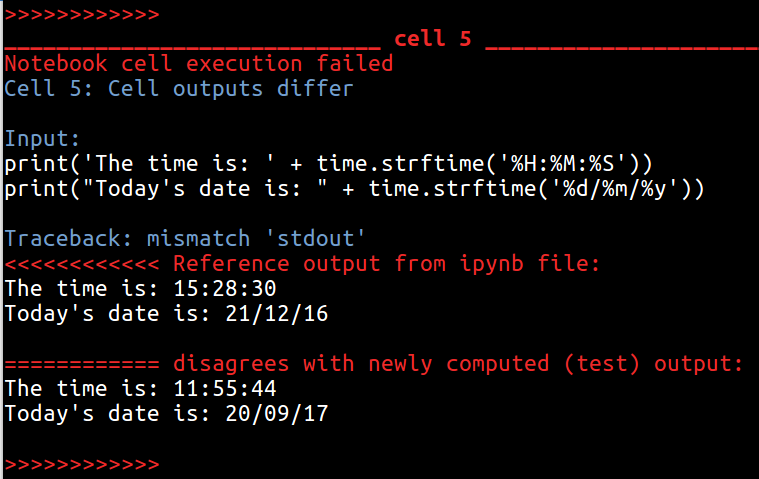 >>>>>>>>>>>>
_____________________________ cell 5 _____________________
Notebook cell execution failed
Cell 5: Cell outputs differ

Input:
print('The time is: ' + time.strftime('%H:%M:%S'))
print("Today's date is: " + time.strftime('%d/%m/%y'))

Traceback: mismatch 'stdout'
<<<<<<<<<<<< Reference output from ipynb file:
The time is: 15:28:30
Today's date is: 21/12/16

============ disagrees with newly computed (test) output:
The time is: 11:55:44
Today's date is: 20/09/17

>>>>>>>>>>>>